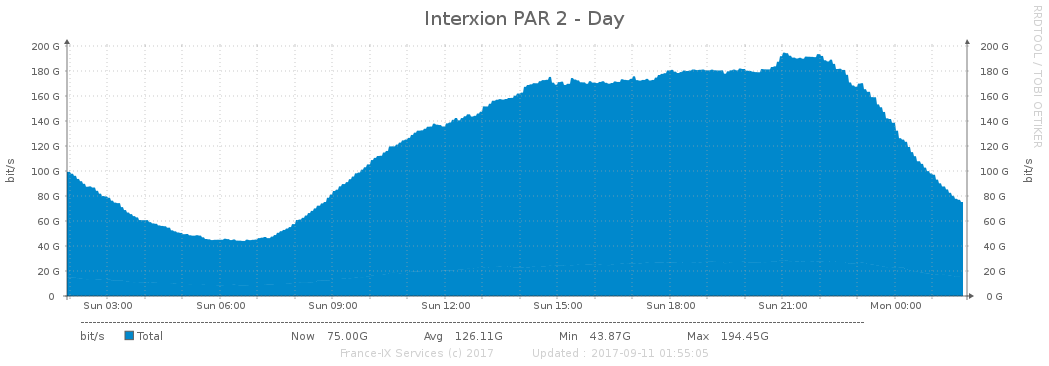 Interxion PAR 2 - Day
RRDTOOL / TOBI OETIKER
bit/s
bit/s
200 G 200 G
180 G 180 G
160 G 160 G
140 G 140 G
120 G 120 G
100 G 100 G
80 G 80 G
60 G 60 G
40 G 40 G
20 G 20 G
0 0 G
Sun 03:00 Sun 06:00 Sun 09:00 Sun 12:00 Sun 15:00 Sun 18:00 Sun 21:00 Mon 00:00
bit/s Total Now 75.00G Avg 126.11G Min 43.87G Max 194.45G
France-IX Services (c) 2017 Updated : 2017-09-11 01:55:05